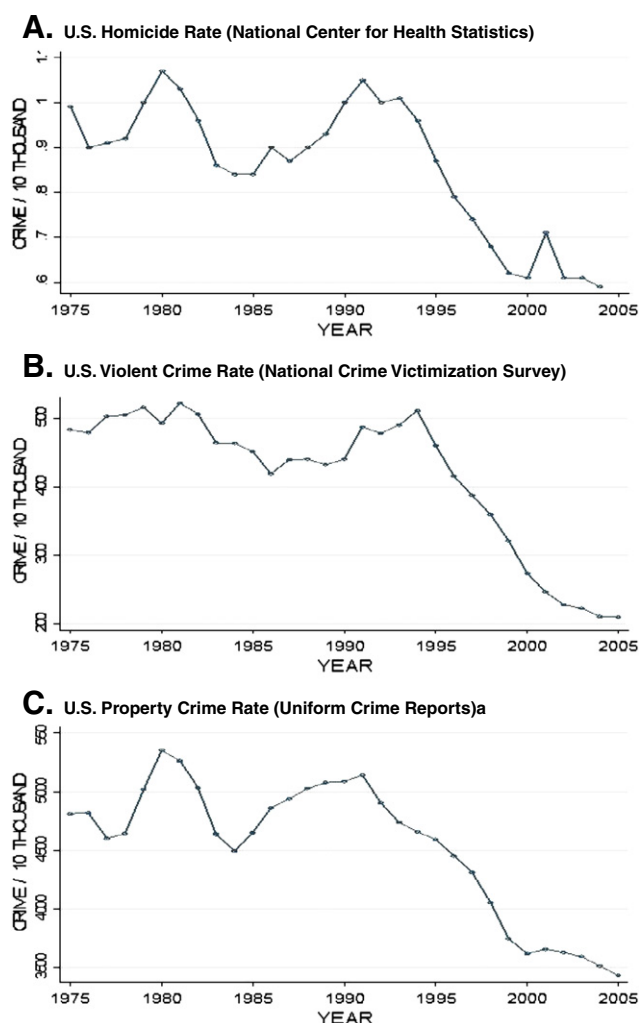 A. U.S. Homicide Rate (National Center for Health Statistics)
CRIME / 10 THOUSAND
1
.9
.8
.7
.6
1975 1980 1985 1990 1995 2000 2005
YEAR
B. U.S. Violent Crime Rate (National Crime Victimization Survey)
CRIME / 10 THOUSAND
500
400
300
200
1975 1980 1985 1990 1995 2000 2005
YEAR
C. U.S. Property Crime Rate (Uniform Crime Reports)a
CRIME / 10 THOUSAND
5000
4500
4000
3500
1975 1980 1985 1990 1995 2000 2005
YEAR